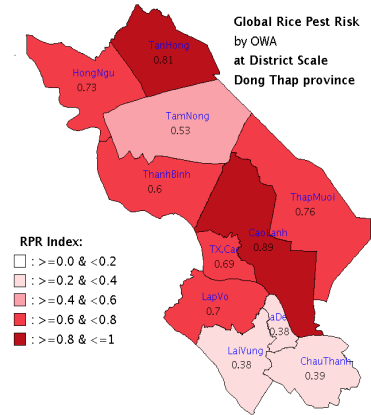 Global Rice Pest Risk
by OWA
at District Scale
Dong Thap province
TanHong
0.81
HongNgu
0.73
TamNong
0.53
ThanhBinh
0.6
ThapMuoi
0.76
CaoLanh
0.89
TX.Cao
0.69
LapVo
0.7
aDe
0.38
LaiVung
0.38
ChauThanh
0.39
RPR Index:
: >=0.0 & <0.2
: >=0.2 & <0.4
: >=0.4 & <0.6
: >=0.6 & <0.8
: >=0.8 & <=1